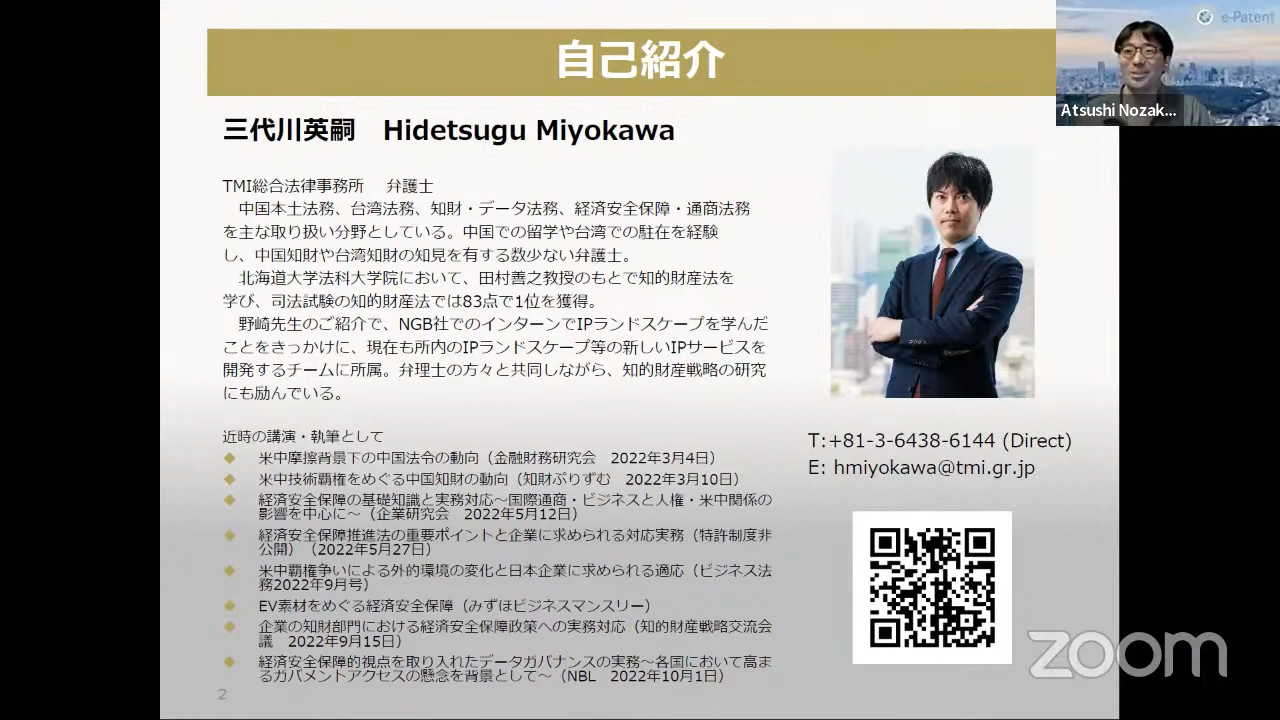 自己紹介
e-Patent
Atsushi Nozak...
三代川英嗣 Hidetsugu Miyokawa
TMI総合法律事務所 弁護士
中国本土法務、台湾法務、知財・データ法務、経済安全保障・通商法務
を主な取り扱い分野としている。中国での留学や台湾での駐在を経験
し、中国知財や台湾知財の知見を有する数少ない弁護士。
北海道大学法科大学院において、田村善之教授のもとで知的財産法を
学び、司法試験の知的財産法では83点で1位を獲得。
野崎先生のご紹介で、NGB社でのインターンでIPランドスケープを学んだ
ことをきっかけに、現在も所内のIPランドスケープ等の新しいIPサービスを
開発するチームに所属。弁理士の方々と共同しながら、知的財産戦略の研究
にも励んでいる。
近時の講演・執筆として
◆ 米中摩擦背景下の中国法令の動向（金融財務研究会 2022年3月4日）
◆ 米中技術覇権をめぐる中国知財の動向（知財ぷりずむ 2022年3月10日）
◆ 経済安全保障の基礎知識と実務対応～国際通商・ビジネスと人権・米中関係の
影響を中心に～（企業研究会 2022年5月12日）
◆ 経済安全保障推進法の重要ポイントと企業に求められる対応実務（特許制度非
公開）（2022年5月27日）
◆ 米中覇権争いによる外的環境の変化と日本企業に求められる適応（ビジネス法
務2022年9月号）
◆ EV素材をめぐる経済安全保障（みずほビジネスマンスリー）
◆ 企業の知財部門における経済安全保障政策への実務対応（知的財産戦略交流会
議 2022年9月15日）
◆ 経済安全保障的視点を取り入れたデータガバナンスの実務～各国において高ま
るガバメントアクセスの懸念を背景として～（NBL 2022年10月1日）
T:+81-3-6438-6144 (Direct)
E: hmiyokawa@tmi.gr.jp
zoom
2